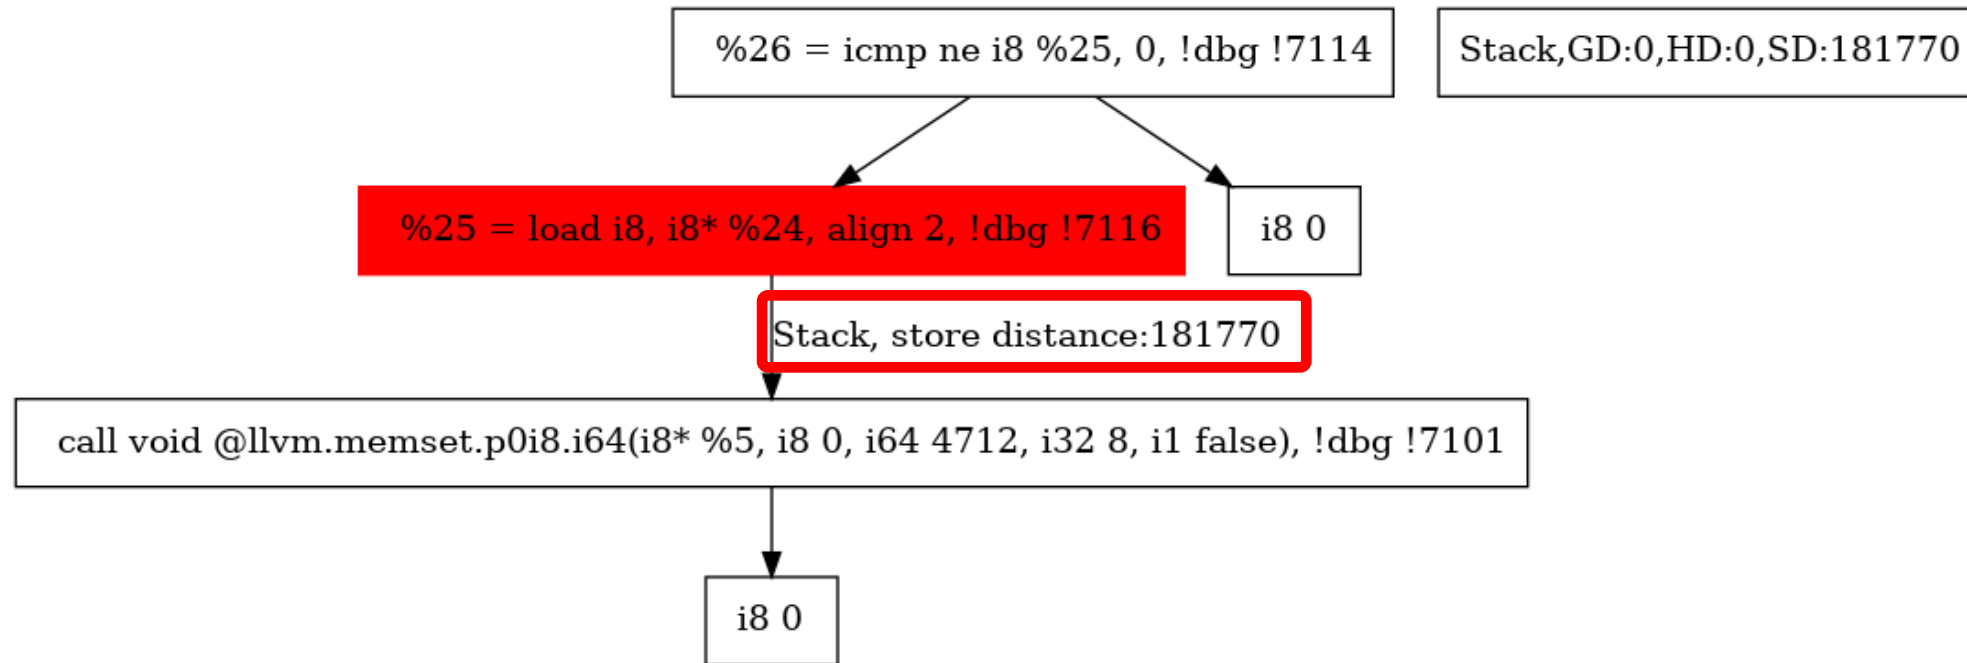 %26 = icmp ne i8 %25, 0, !dbg !7114
Stack,GD:0,HD:0,SD:181770
%25 = load i8, i8* %24, align 2, !dbg !7116
i8 0
Stack, store distance:181770
call void @llvm.memset.p0i8.i64(i8* %5, i8 0, i64 4712, i32 8, i1 false), !dbg !7101
i8 0